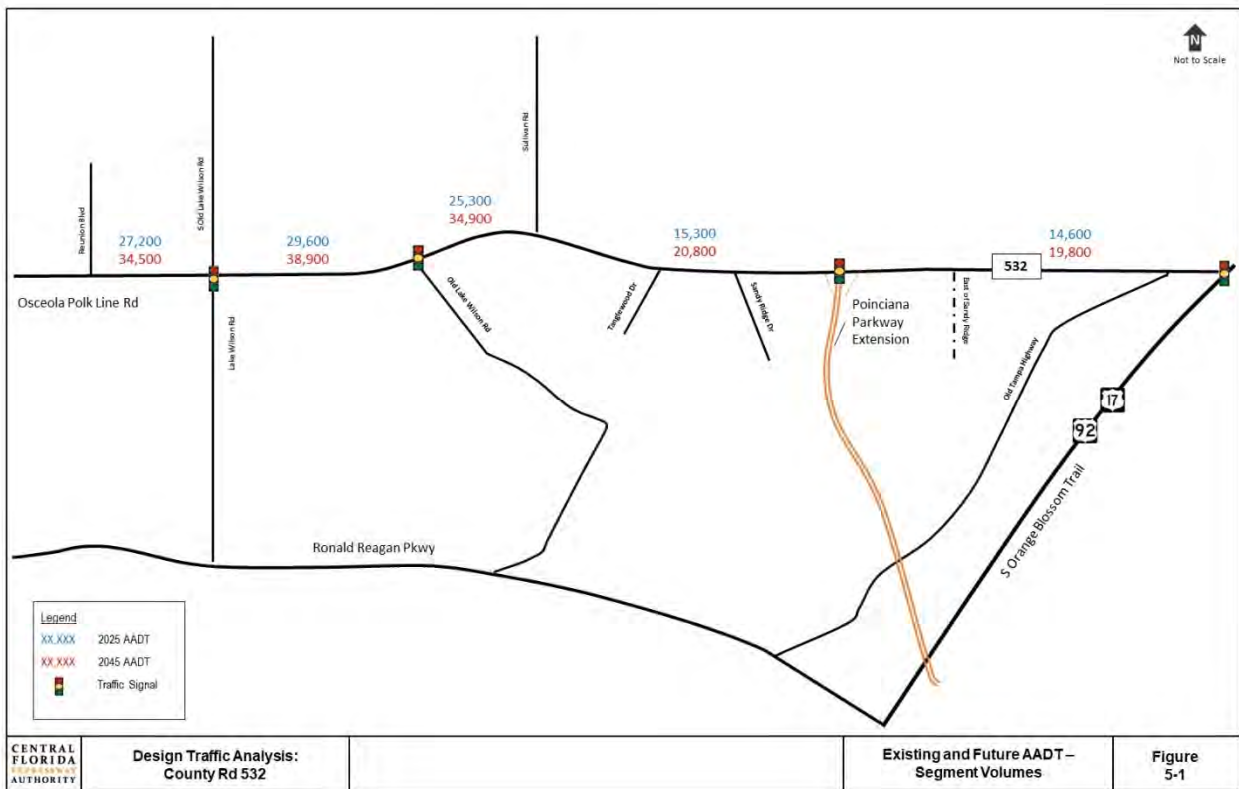 N
Not to Scale
Sullivan Rd
S Old Lake Wilson Rd
Reunion Blvd
25,300
34,900
27,200
34,500
29,600
38,900
15,300
20,800
14,600
19,800
532
Osceola Polk Line Rd
Lake Wilson Rd
Old Lake Wilson Rd
Tanglewood Dr
Sandy Ridge Dr
Poinciana
Parkway
Extension
East of Sandy Ridge
Old Tampa Highway
17
92
S Orange Blossom Trail
Ronald Reagan Pkwy
Legend
XX,XXX 2025 AADT
XX,XXX 2045 AADT
Traffic Signal
CENTRAL
FLORIDA
EXPRESSWAY
AUTHORITY
Design Traffic Analysis:
County Rd 532
Existing and Future AADT –
Segment Volumes
Figure
5-1